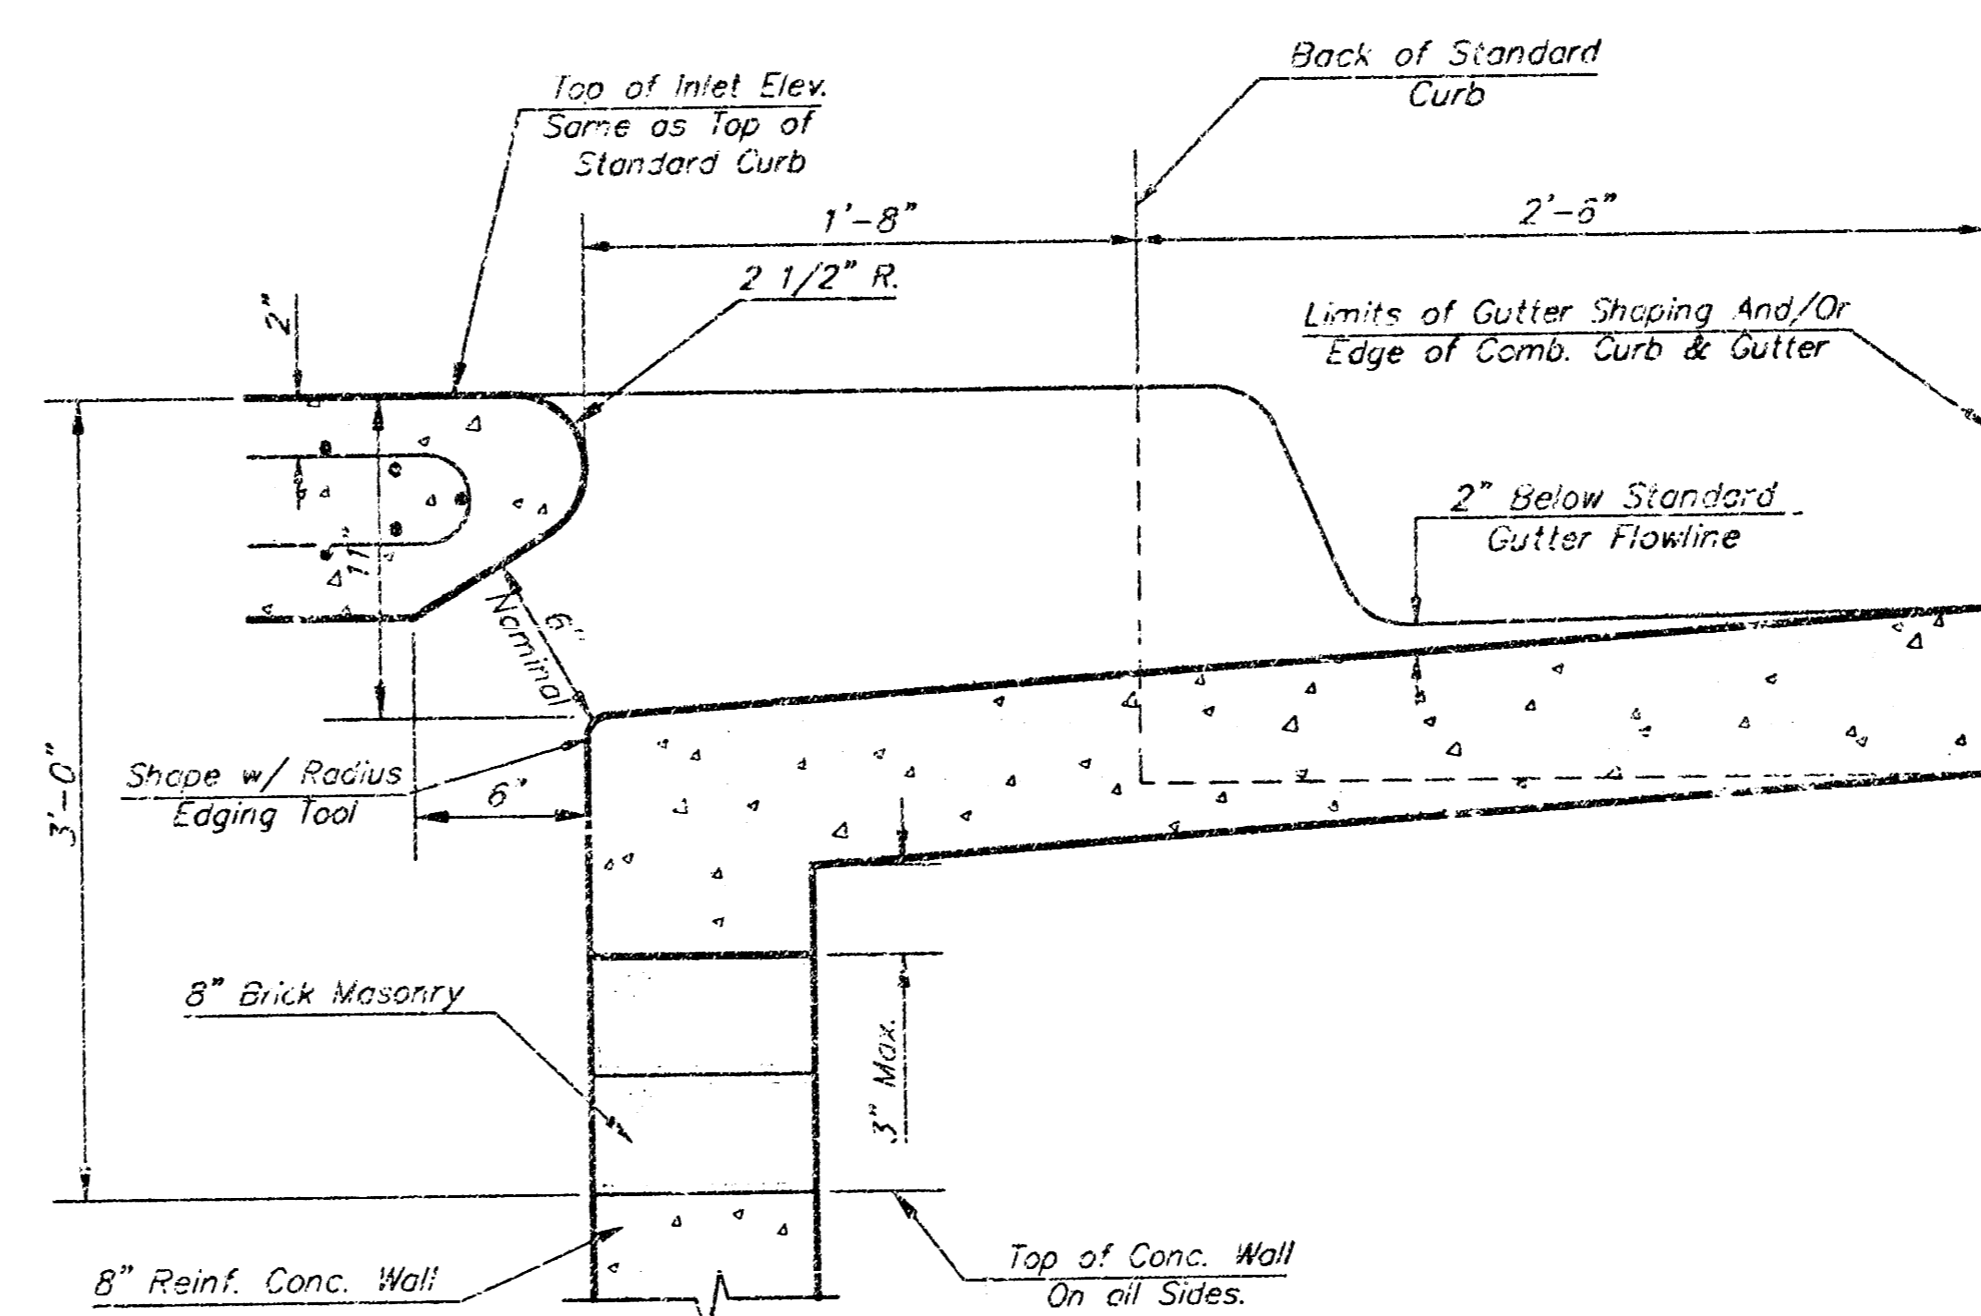 Back of Standard
Curb
Top of Inlet Elev.
Same as Top of
Standard Curb
1'-8"
2'-6"
2 1/2" R.
2"
Limits of Gutter Shaping And/Or
Edge of Comb. Curb & Gutter
2" Below Standard
Gutter Flowline
11"
6"
Nominal
3'-0"
Shape w/ Radius
Edging Tool
6"
8" Brick Masonry
3" Max.
8" Reinf. Conc. Wall
Top of Conc. Wall
On all Sides.